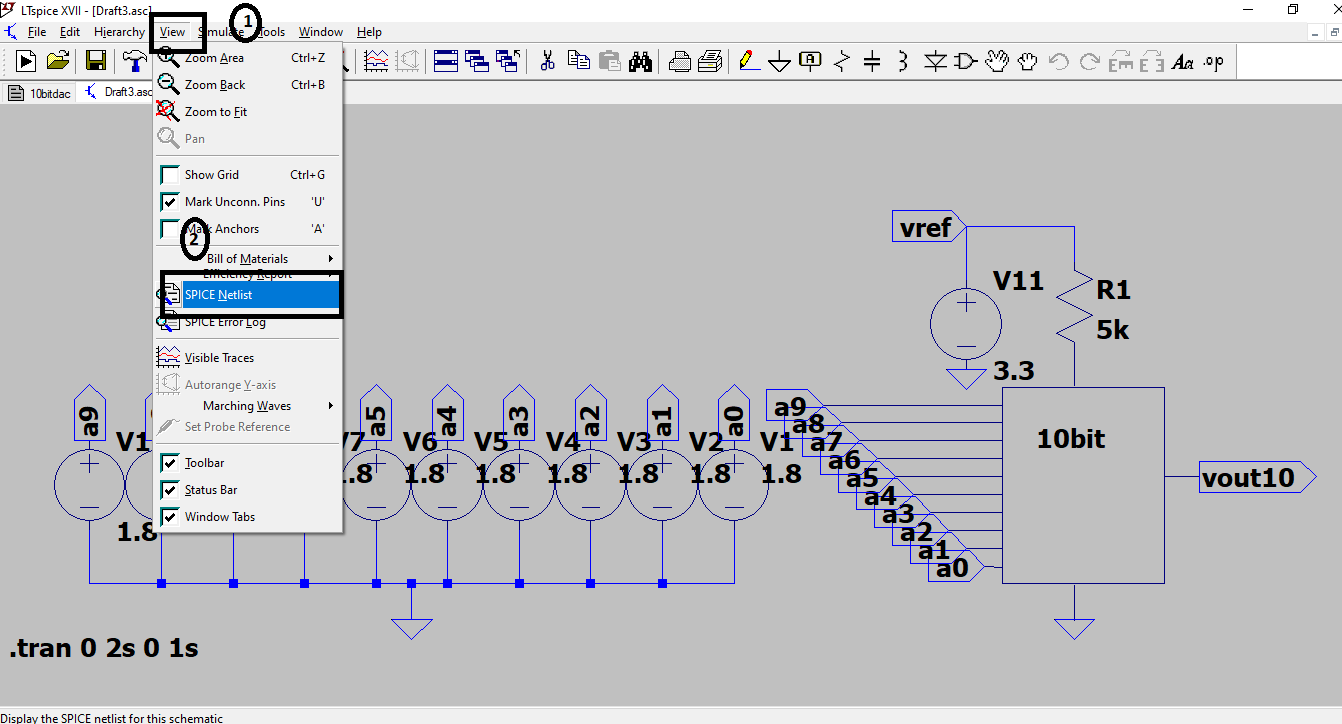 LTspice XVII - [Draft3.asc]
1
File Edit Hierarchy View Simulate Tools Window Help
Zoom Area Ctrl+Z
.op
10bitdac Draft3.asc
Zoom Back Ctrl+B
Zoom to Fit
Pan
Show Grid Ctrl+G
Mark Unconn. Pins 'U'
Mark Anchors 'A'
2
Bill of Materials
Efficiency Report
SPICE Netlist
SPICE Error Log
Visible Traces
Autorange Y-axis
Marching Waves
Set Probe Reference
Toolbar
Status Bar
Window Tabs
vref
V11
R1
5k
3.3
a9 a5 a4 a3 a2 a1 a0
V1 V7 V6 V5 V4 V3 V2 V1
1.8 1.8 1.8 1.8 1.8 1.8 1.8
a9
a8
a7
a6
a5
a4
a3
a2
a1
a0
10bit
vout10
.tran 0 2s 0 1s
Display the SPICE netlist for this schematic